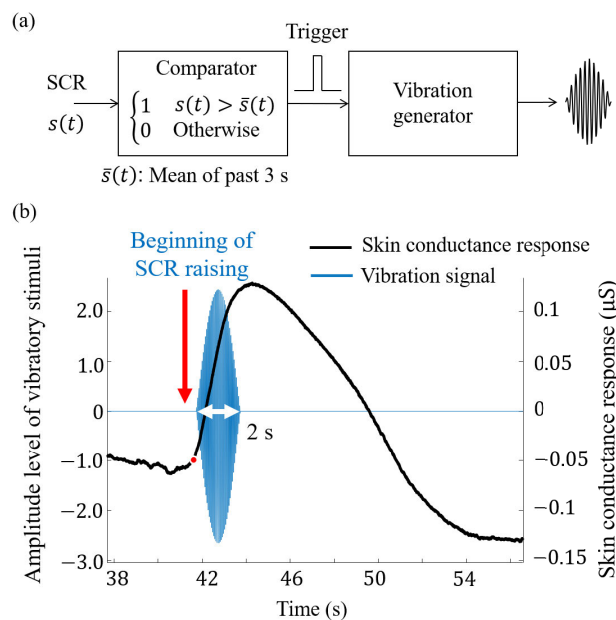 (a)
Trigger
SCR
s(t)
Comparator
{1 s(t) > s̄(t)
0 Otherwise
Vibration
generator
s̄(t): Mean of past 3 s
(b)
Beginning of
SCR raising
Skin conductance response
Vibration signal
Amplitude level of vibratory stimuli
2.0
1.0
0
−1.0
−2.0
−3.0
2 s
0.1
0.05
0
−0.05
−0.1
−0.15
Skin conductance response (μS)
38
42
46
50
54
Time (s)